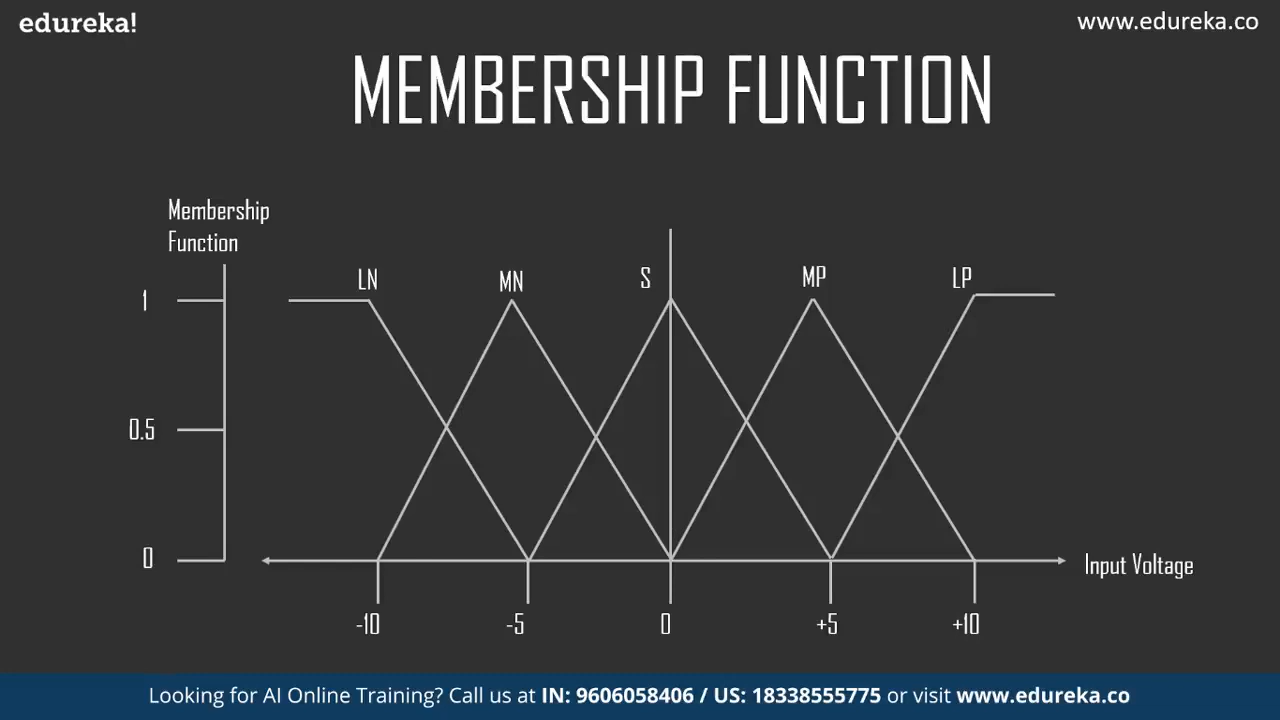 edureka!
www.edureka.co
MEMBERSHIP FUNCTION
Membership
Function
LN
MN
S
MP
LP
1
0.5
0
Input Voltage
-10
-5
0
+5
+10
Looking for AI Online Training? Call us at IN: 9606058406 / US: 18338555775 or visit www.edureka.co